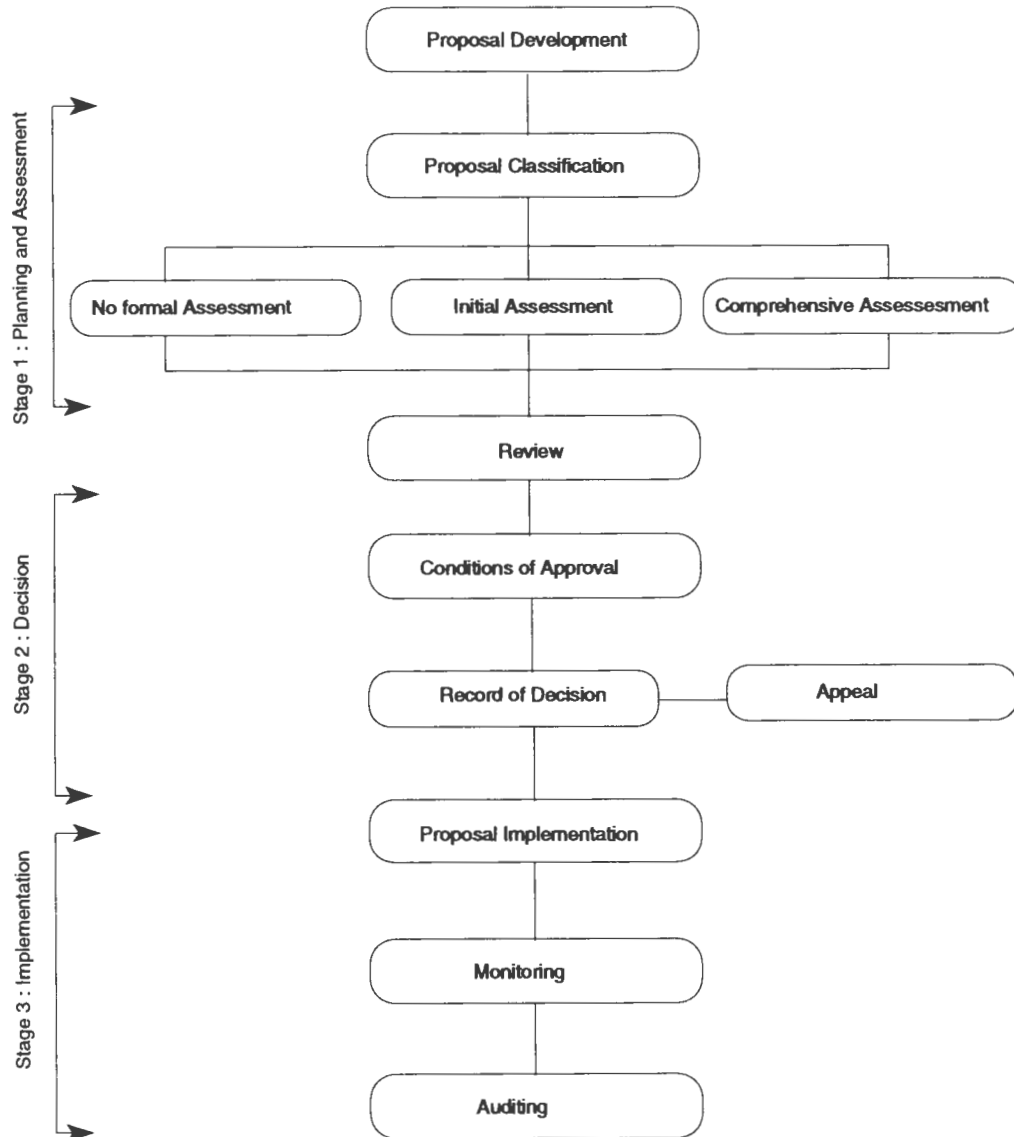 Proposal Development
Stage 1 : Planning and Assessment
Proposal Classification
No formal Assessment
Initial Assessment
Comprehensive Assessesment
Review
Stage 2 : Decision
Conditions of Approval
Record of Decision
Appeal
Stage 3 : Implementation
Proposal Implementation
Monitoring
Auditing